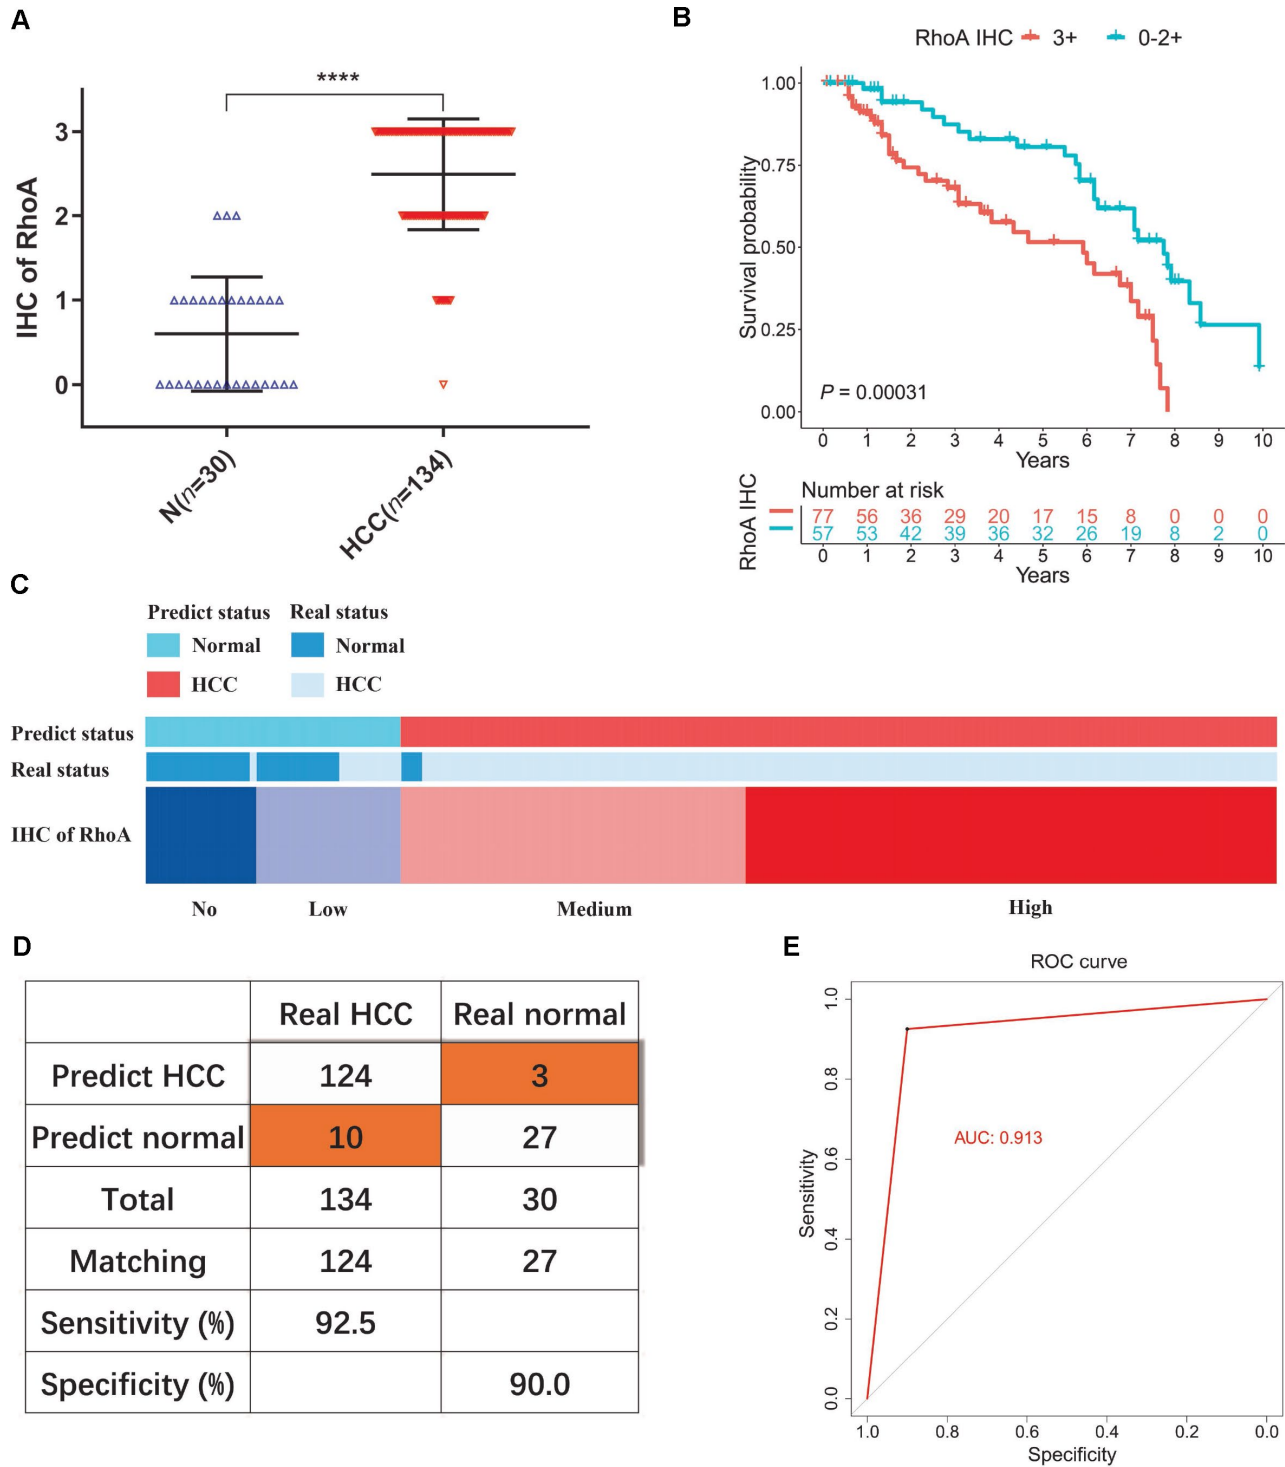 A
****
IHC of RhoA
3
2
1
0
N(n=30)
HCC(n=134)
B
RhoA IHC 3+ 0-2+
Survival probability
1.00
0.75
0.50
0.25
0.00
P = 0.00031
0 1 2 3 4 5 6 7 8 9 10
Years
RhoA IHC
Number at risk
77 56 36 29 20 17 15 8 0 0 0
57 53 42 39 36 32 26 19 8 2 0
0 1 2 3 4 5 6 7 8 9 10
Years
C
Predict status Real status
Normal Normal
HCC HCC
Predict status
Real status
IHC of RhoA
No Low Medium High
D
Real HCC Real normal
Predict HCC 124 3
Predict normal 10 27
Total 134 30
Matching 124 27
Sensitivity (%) 92.5
Specificity (%) 90.0
E
ROC curve
Sensitivity
1.0
0.8
0.6
0.4
0.2
0.0
AUC: 0.913
1.0 0.8 0.6 0.4 0.2 0.0
Specificity